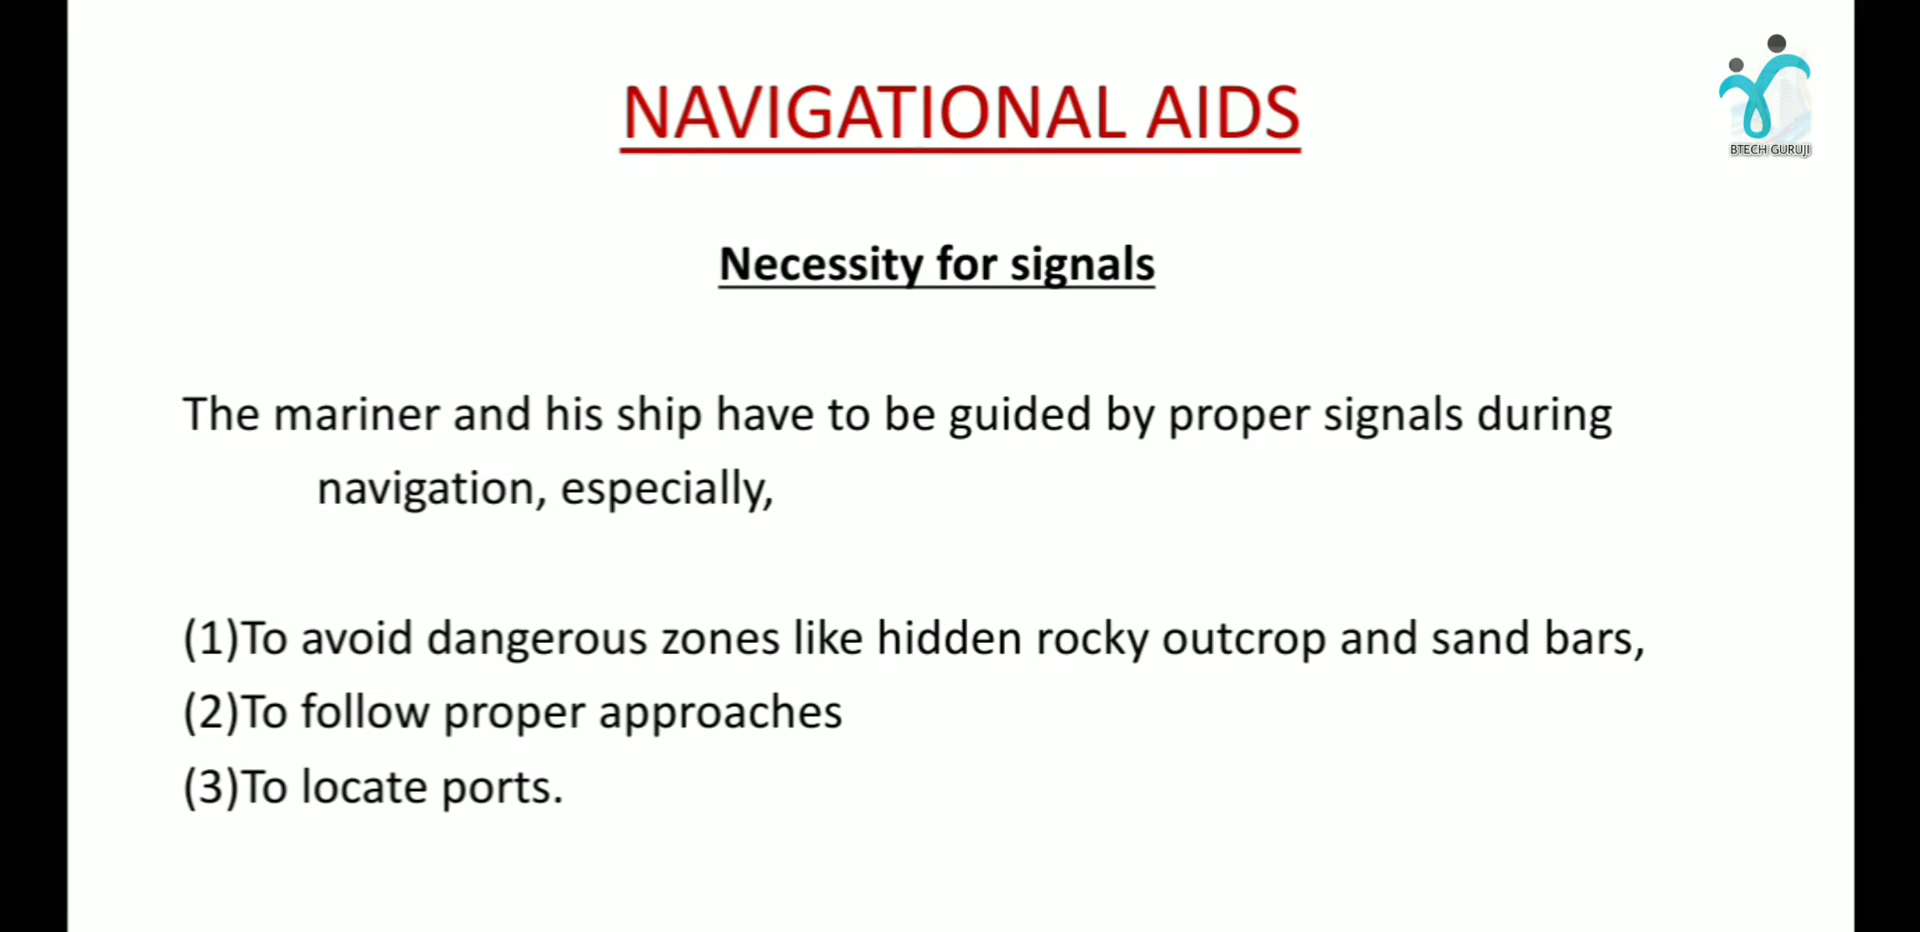 BTECH GURUJI
NAVIGATIONAL AIDS
Necessity for signals
The mariner and his ship have to be guided by proper signals during
navigation, especially,
(1)To avoid dangerous zones like hidden rocky outcrop and sand bars,
(2)To follow proper approaches
(3)To locate ports.